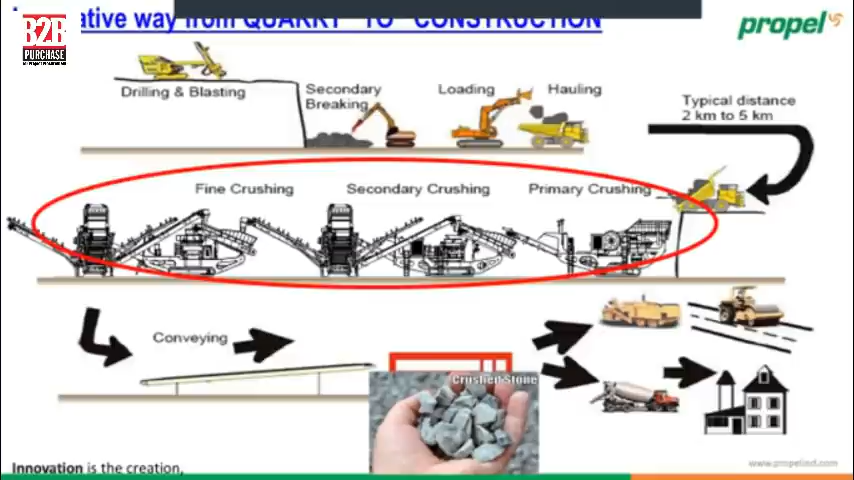 ative way from QUARRY TO CONSTRUCTION
B2B
PURCHASE
propel
Drilling & Blasting
Secondary
Breaking
Loading
Hauling
Typical distance
2 km to 5 km
Fine Crushing
Secondary Crushing
Primary Crushing
Conveying
Crushed Stone
Innovation is the creation,
www.propelind.com